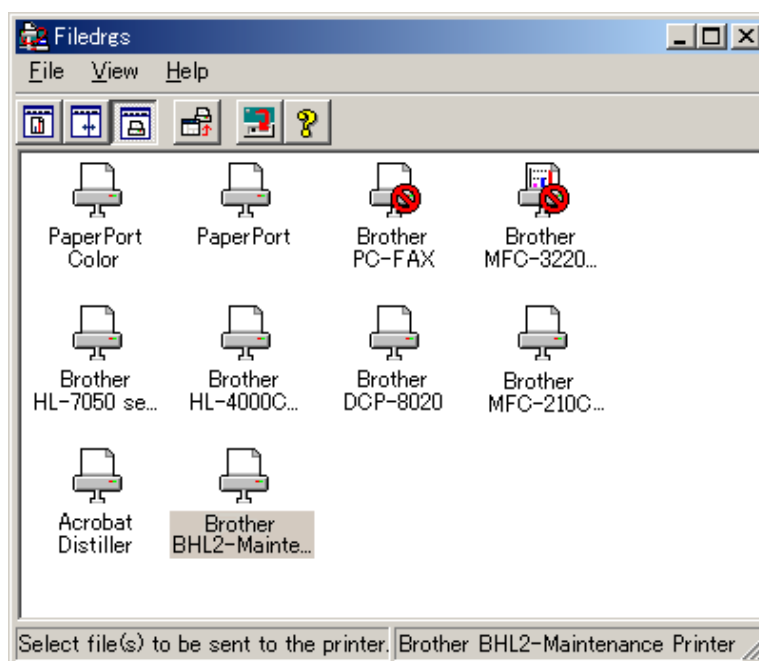 Filedrgs
File View Help
PaperPort
Color
PaperPort
Brother
PC-FAX
Brother
MFC-3220...
Brother
HL-7050 se...
Brother
HL-4000C...
Brother
DCP-8020
Brother
MFC-210C...
Acrobat
Distiller
Brother
BHL2-Mainte...
Select file(s) to be sent to the printer. Brother BHL2-Maintenance Printer